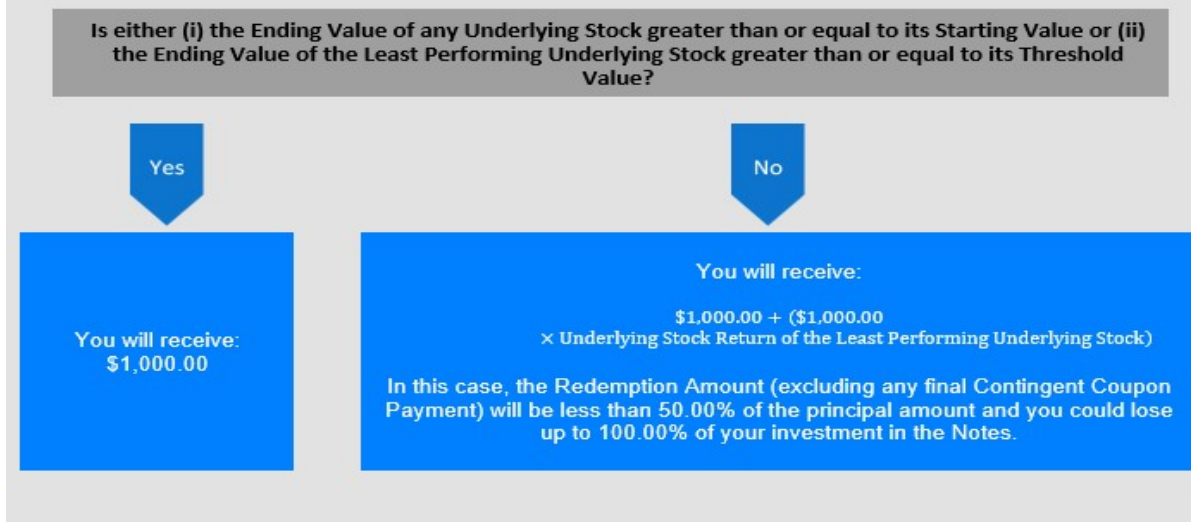 Is either (i) the Ending Value of any Underlying Stock greater than or equal to its Starting Value or (ii)
the Ending Value of the Least Performing Underlying Stock greater than or equal to its Threshold
Value?
Yes
No
You will receive:
$1,000.00
You will receive:
$1,000.00 + ($1,000.00
× Underlying Stock Return of the Least Performing Underlying Stock)
In this case, the Redemption Amount (excluding any final Contingent Coupon
Payment) will be less than 50.00% of the principal amount and you could lose
up to 100.00% of your investment in the Notes.